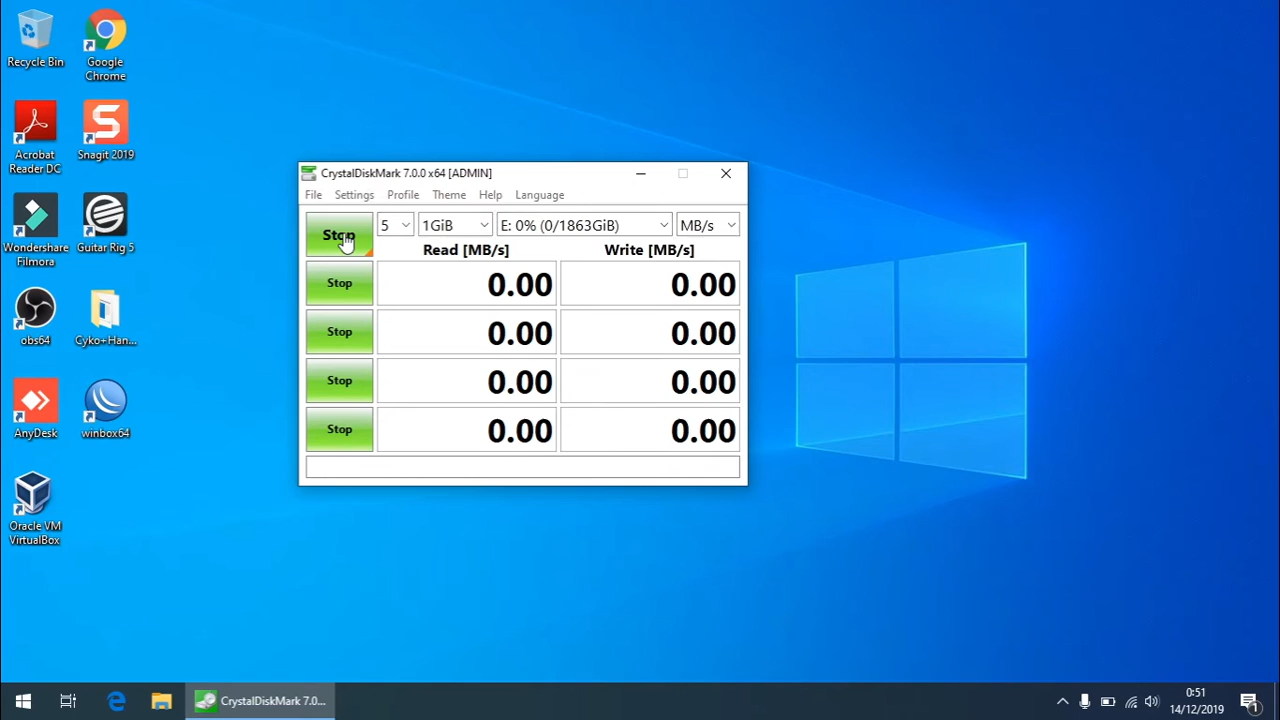 Recycle Bin
Google
Chrome
Acrobat
Reader DC
Snagit 2019
Wondershare
Filmora
Guitar Rig 5
obs64
Cyko+Han...
AnyDesk
winbox64
Oracle VM
VirtualBox
CrystalDiskMark 7.0.0 x64 [ADMIN]
File Settings Profile Theme Help Language
Stop 5 1GiB E: 0% (0/1863GiB) MB/s
Read [MB/s] Write [MB/s]
Stop 0.00 0.00
Stop 0.00 0.00
Stop 0.00 0.00
Stop 0.00 0.00
CrystalDiskMark 7.0...
0:51
14/12/2019
1